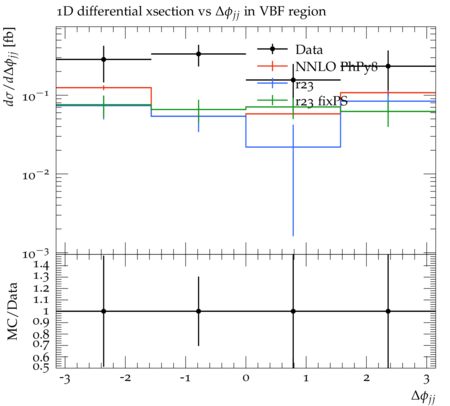 1D differential xsection vs Δϕjj in VBF region
dσ/dΔϕjj [fb]
Data
NNLO PhPy8
r23
r23 fixPS
10⁻¹
10⁻²
10⁻³
MC/Data
1.4
1.3
1.2
1.1
1
0.9
0.8
0.7
0.6
0.5
-3 -2 -1 0 1 2 3
Δϕjj